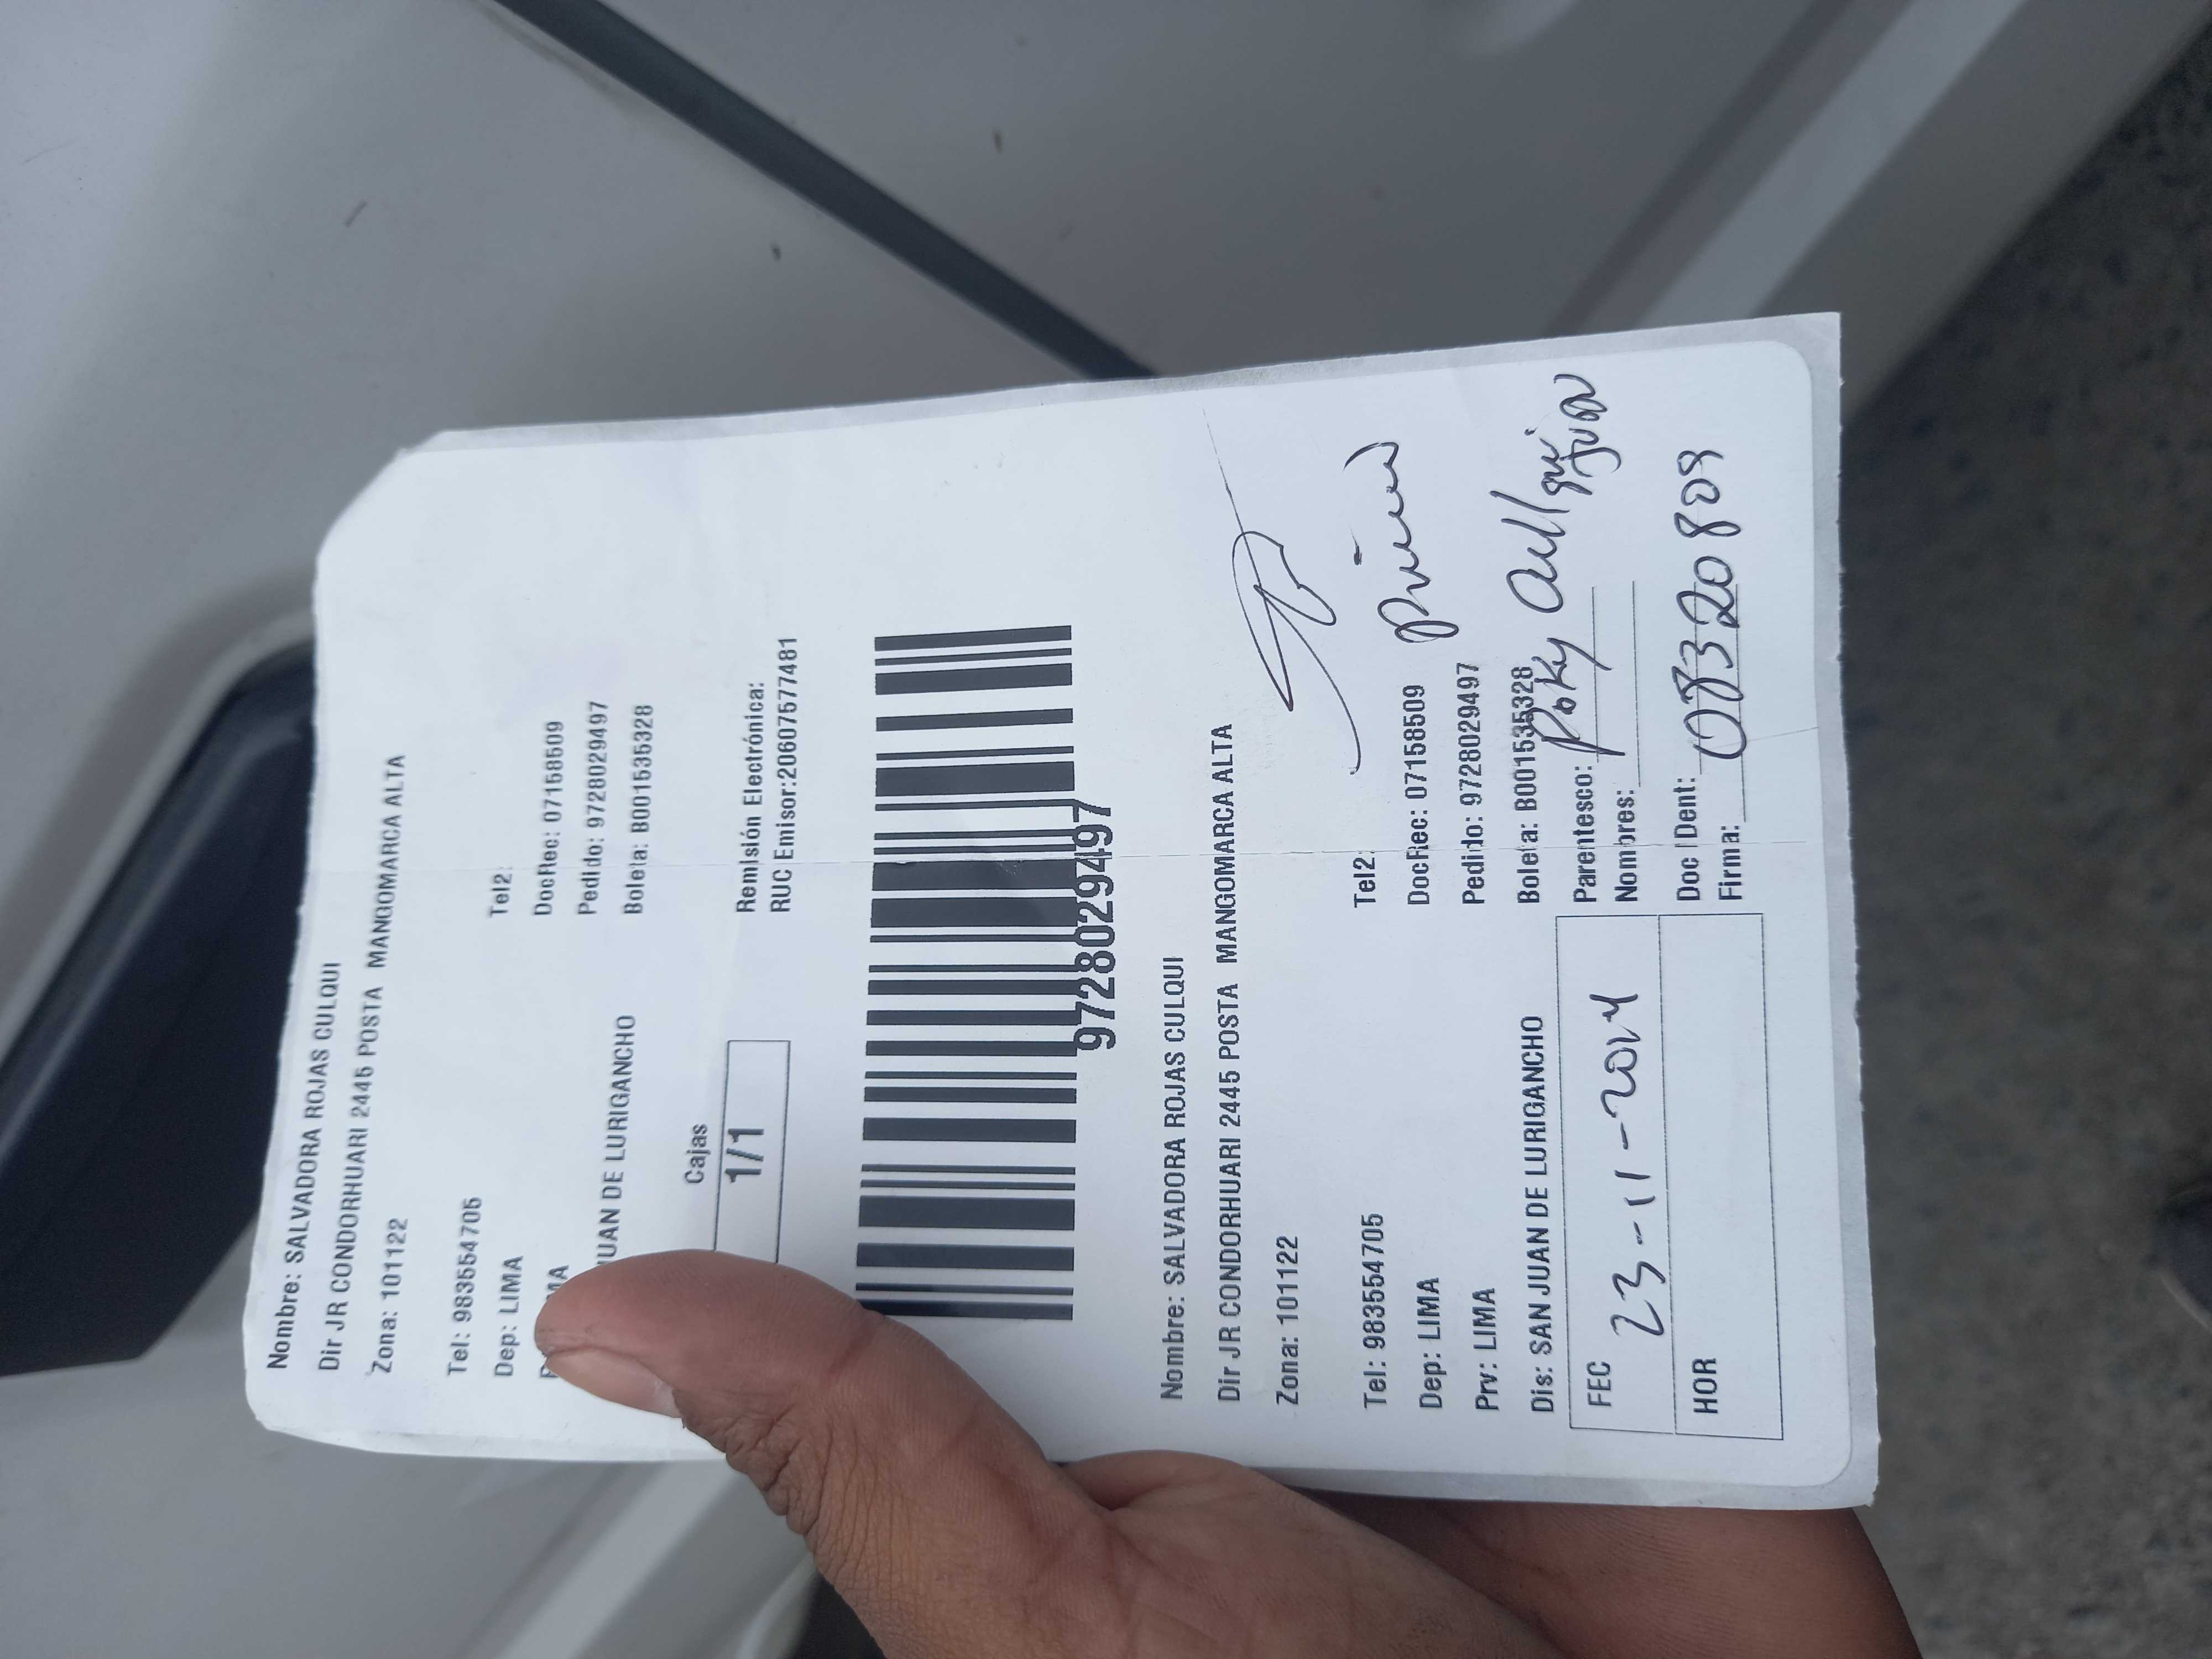 Nombre: SALVADORA ROJAS CULQUI
Dir JR CONDORHUARI 2445 POSTA MANGOMARCA ALTA
Zona: 101122
Tel: 983554705 Tel2:
Dep: LIMA DocRec: 07158509
Pedido: 9728029497
JUAN DE LURIGANCHO Boleta: B001535328
Cajas
1/1
Remisión Electrónica:
RUC Emisor:20607577481
9728029497
Nombre: SALVADORA ROJAS CULQUI
Dir JR CONDORHUARI 2445 POSTA MANGOMARCA ALTA
Zona: 101122
Tel: 983554705 Tel2:
Dep: LIMA DocRec: 07158509
Prv: LIMA Pedido: 9728029497
Dis: SAN JUAN DE LURIGANCHO Boleta: B001535328
FEC 23-11-2024 Parentesco:
Nombres:
HOR Doc IDent:
Firma: